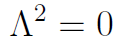 Λ² = 0